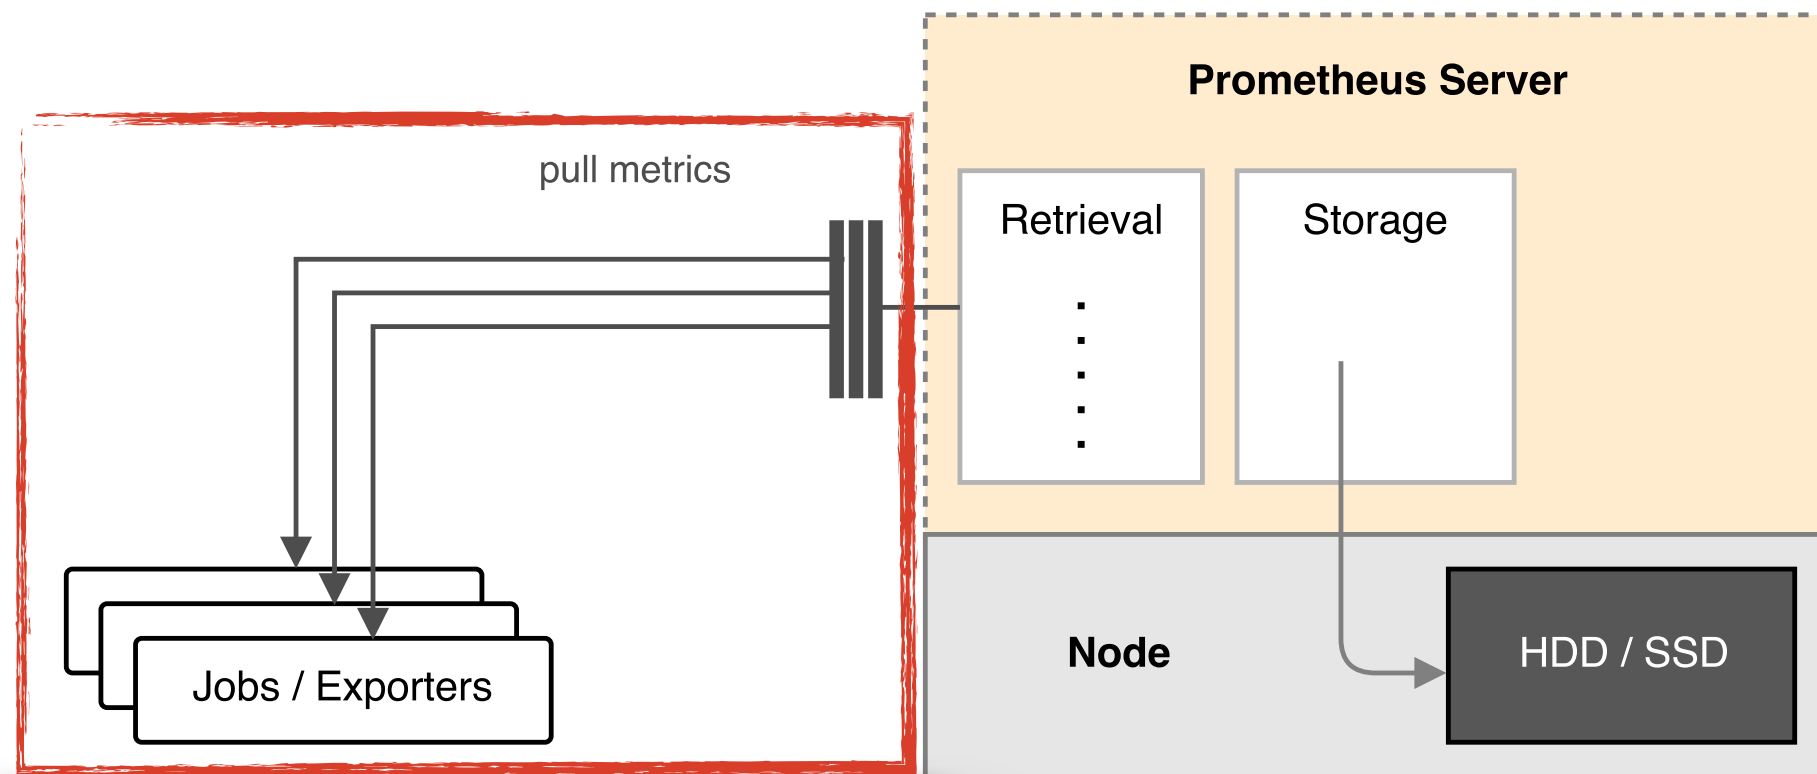 Prometheus Server
pull metrics
Retrieval
Storage
Jobs / Exporters
Node
HDD / SSD